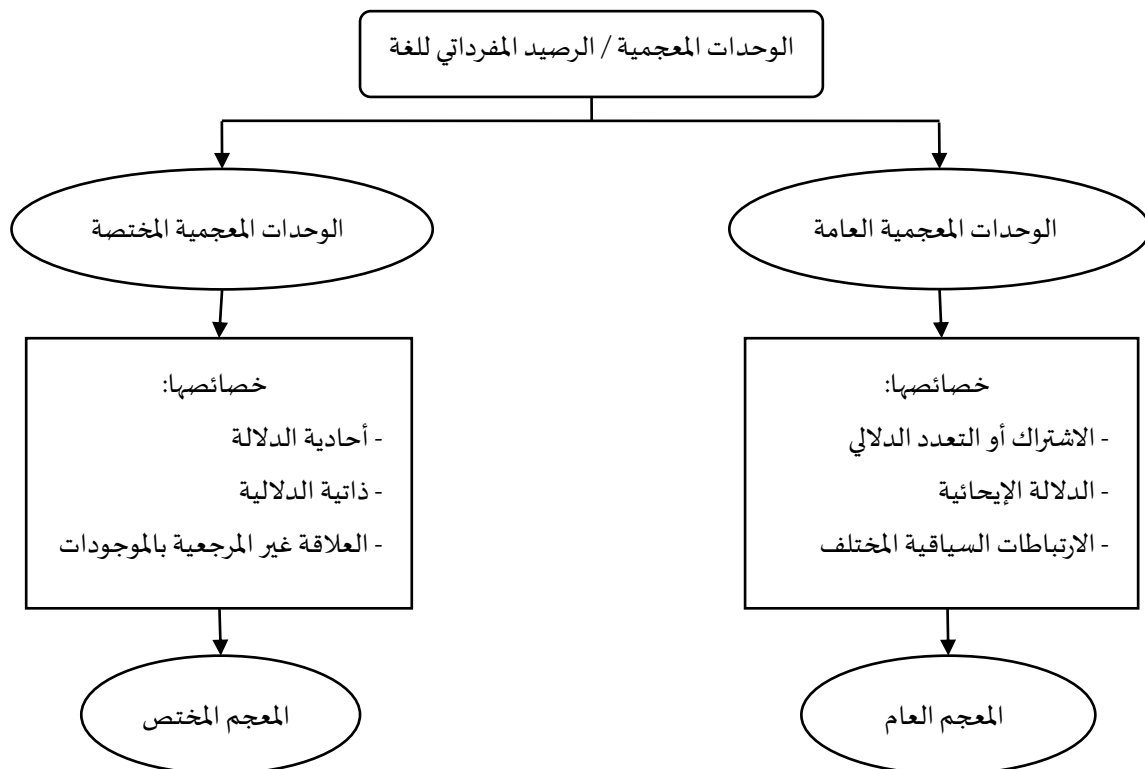 الوحدات المعجمية / الرصيد المفرداتي للغة
الوحدات المعجمية العامة
الوحدات المعجمية المختصة
خصائصها:
- الاشتراك أو التعدد الدلالي
- الدلالة الإيحائية
- الارتباطات السياقية المختلف
خصائصها:
- أحادية الدلالة
- ذاتية الدلالية
- العلاقة غير المرجعية بالموجودات
المعجم العام
المعجم المختص